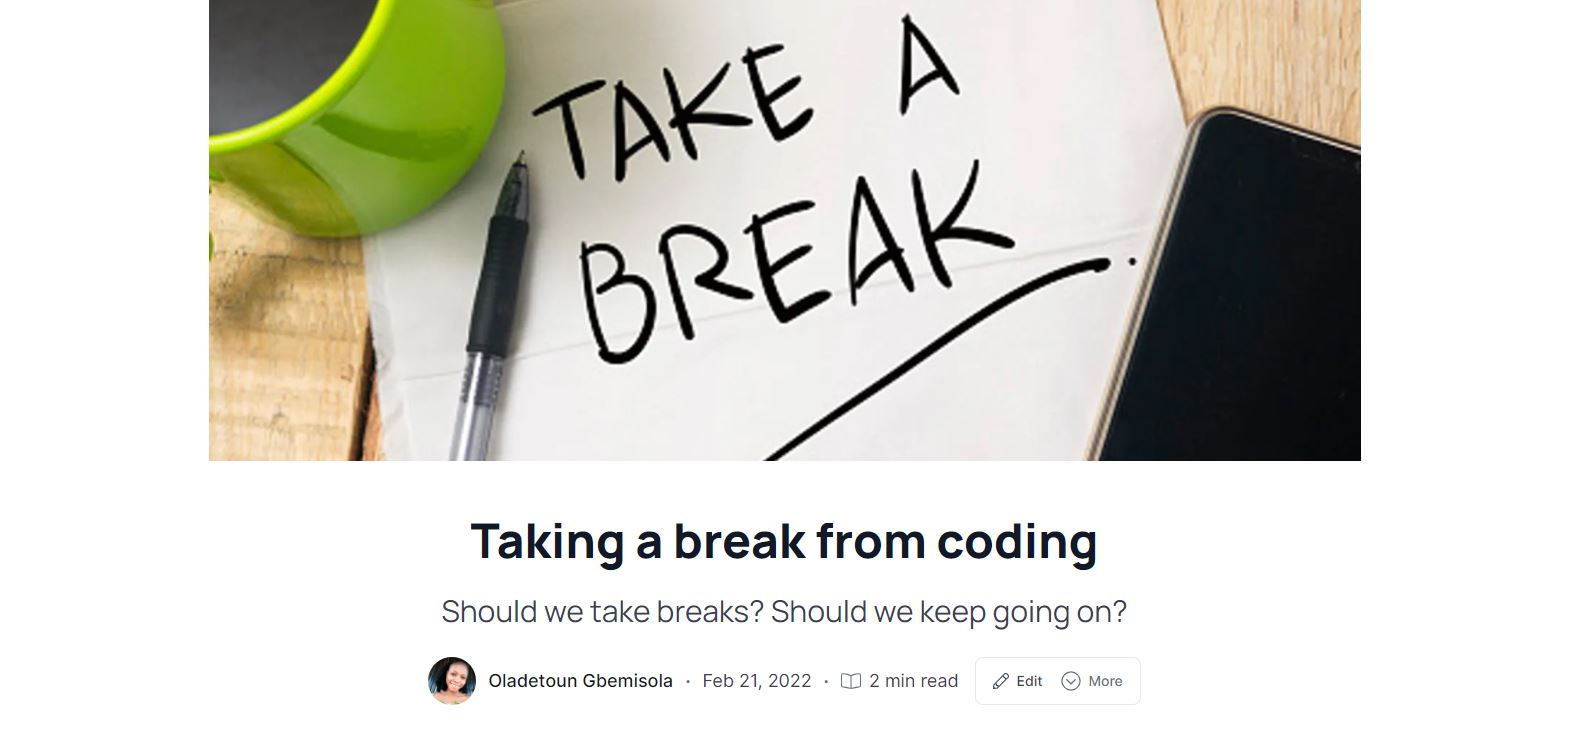 TAKE A
BREAK
Taking a break from coding
Should we take breaks? Should we keep going on?
Oladetoun Gbemisola · Feb 21, 2022 · 2 min read Edit More